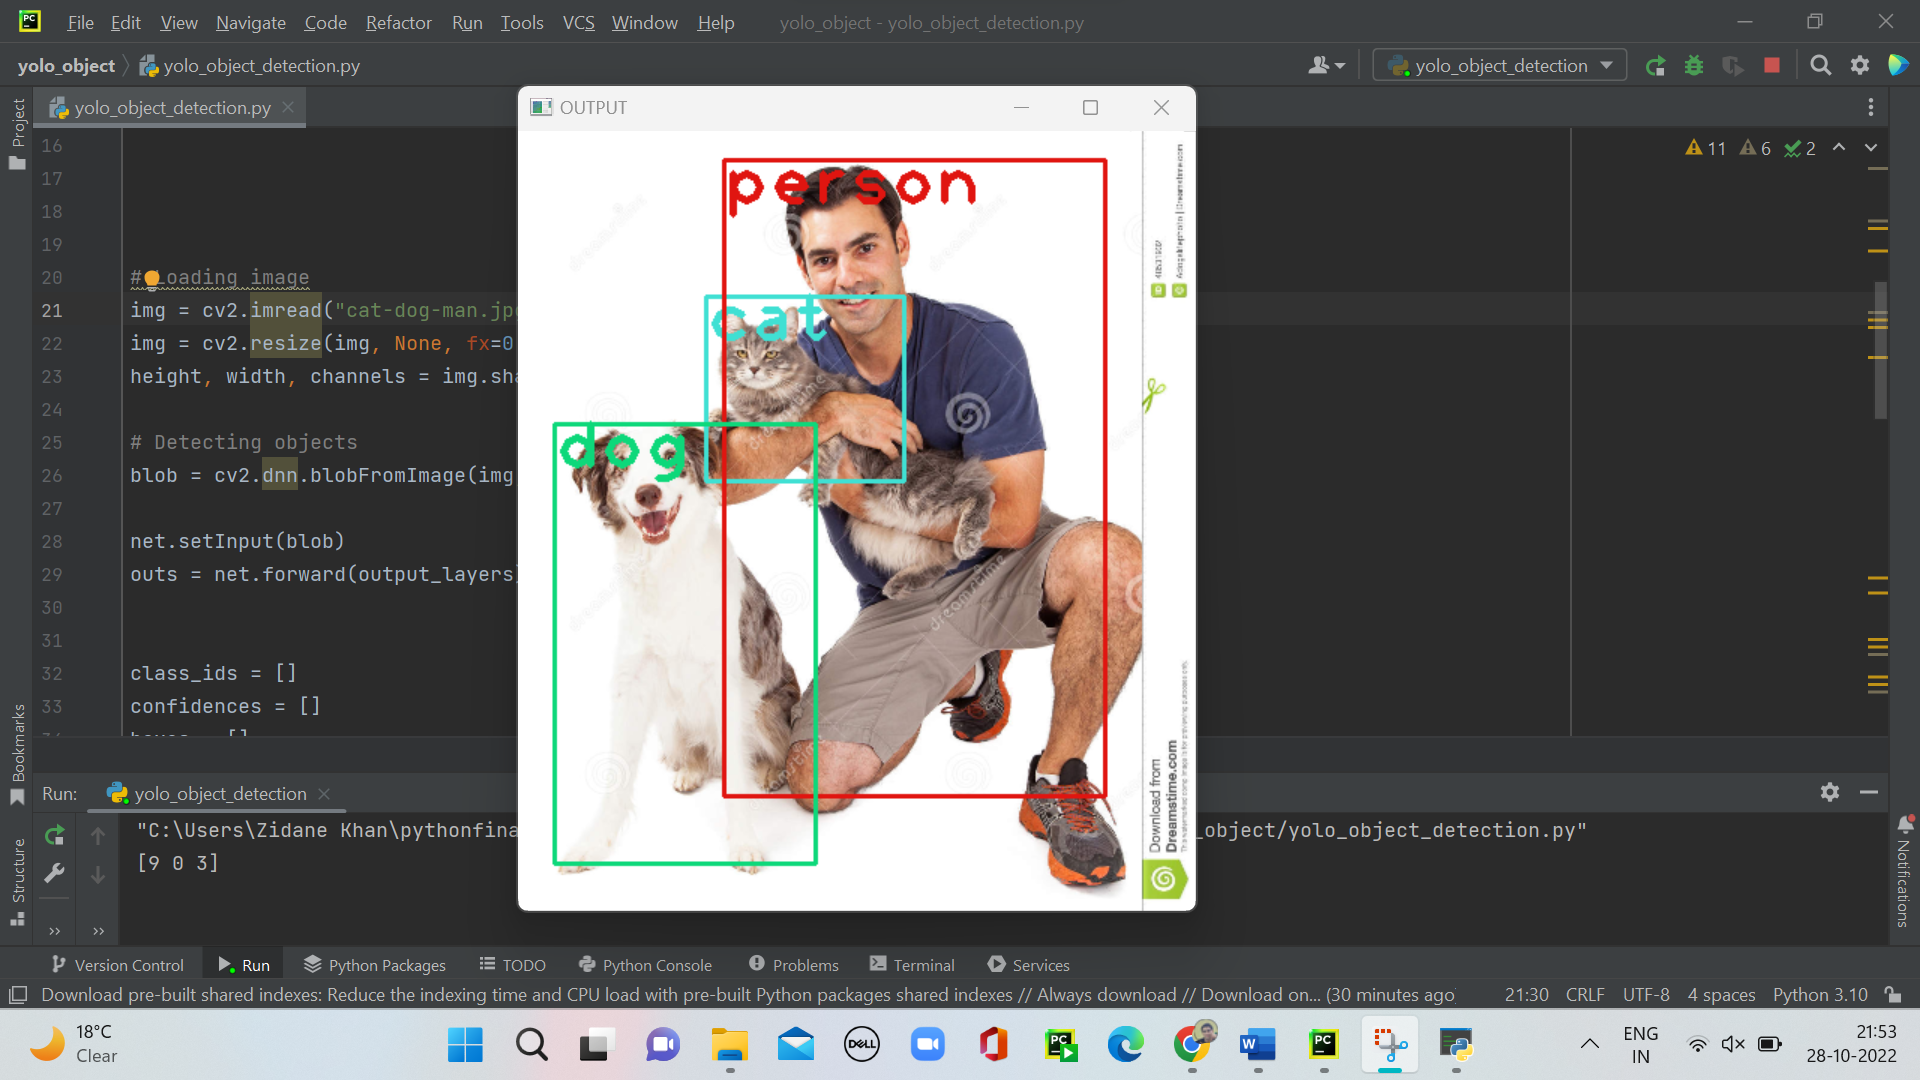 File Edit View Navigate Code Refactor Run Tools VCS Window Help yolo_object - yolo_object_detection.py
yolo_object yolo_object_detection.py
yolo_object_detection
Project
yolo_object_detection.py
11 6 2
16
17
18
19
20 # Loading image
21 img = cv2.imread("cat-dog-man.jp
22 img = cv2.resize(img, None, fx=0
23 height, width, channels = img.sha
24
25 # Detecting objects
26 blob = cv2.dnn.blobFromImage(img
27
28 net.setInput(blob)
29 outs = net.forward(output_layers
30
31
32 class_ids = []
33 confidences = []
OUTPUT
person
cat
dog
Download from
Dreamstime.com
dreamstime
dreamstime
dreamstime
Bookmarks
Structure
Notifications
Run: yolo_object_detection
"C:\Users\Zidane Khan\pythonfina
_object/yolo_object_detection.py"
[9 0 3]
Version Control Run Python Packages TODO Python Console Problems Terminal Services
Download pre-built shared indexes: Reduce the indexing time and CPU load with pre-built Python packages shared indexes // Always download // Download on... (30 minutes ago
21:30 CRLF UTF-8 4 spaces Python 3.10
18°C
Clear
DELL
ENG
IN
21:53
28-10-2022